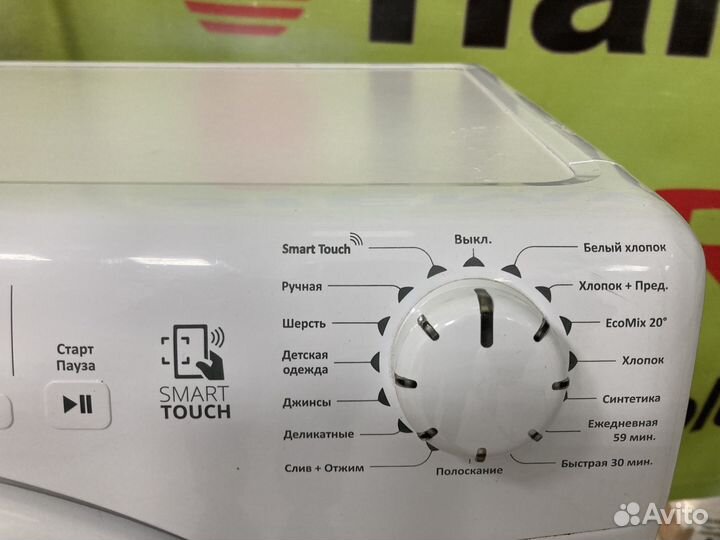 Smart Touch
Выкл.
Белый хлопок
Ручная
Хлопок + Пред.
Шерсть
EcoMix 20°
Старт
Пауза
Детская
одежда
Хлопок
SMART
TOUCH
Джинсы
Синтетика
Деликатные
Ежедневная
59 мин.
Слив + Отжим
Полоскание
Быстрая 30 мин.
Avito